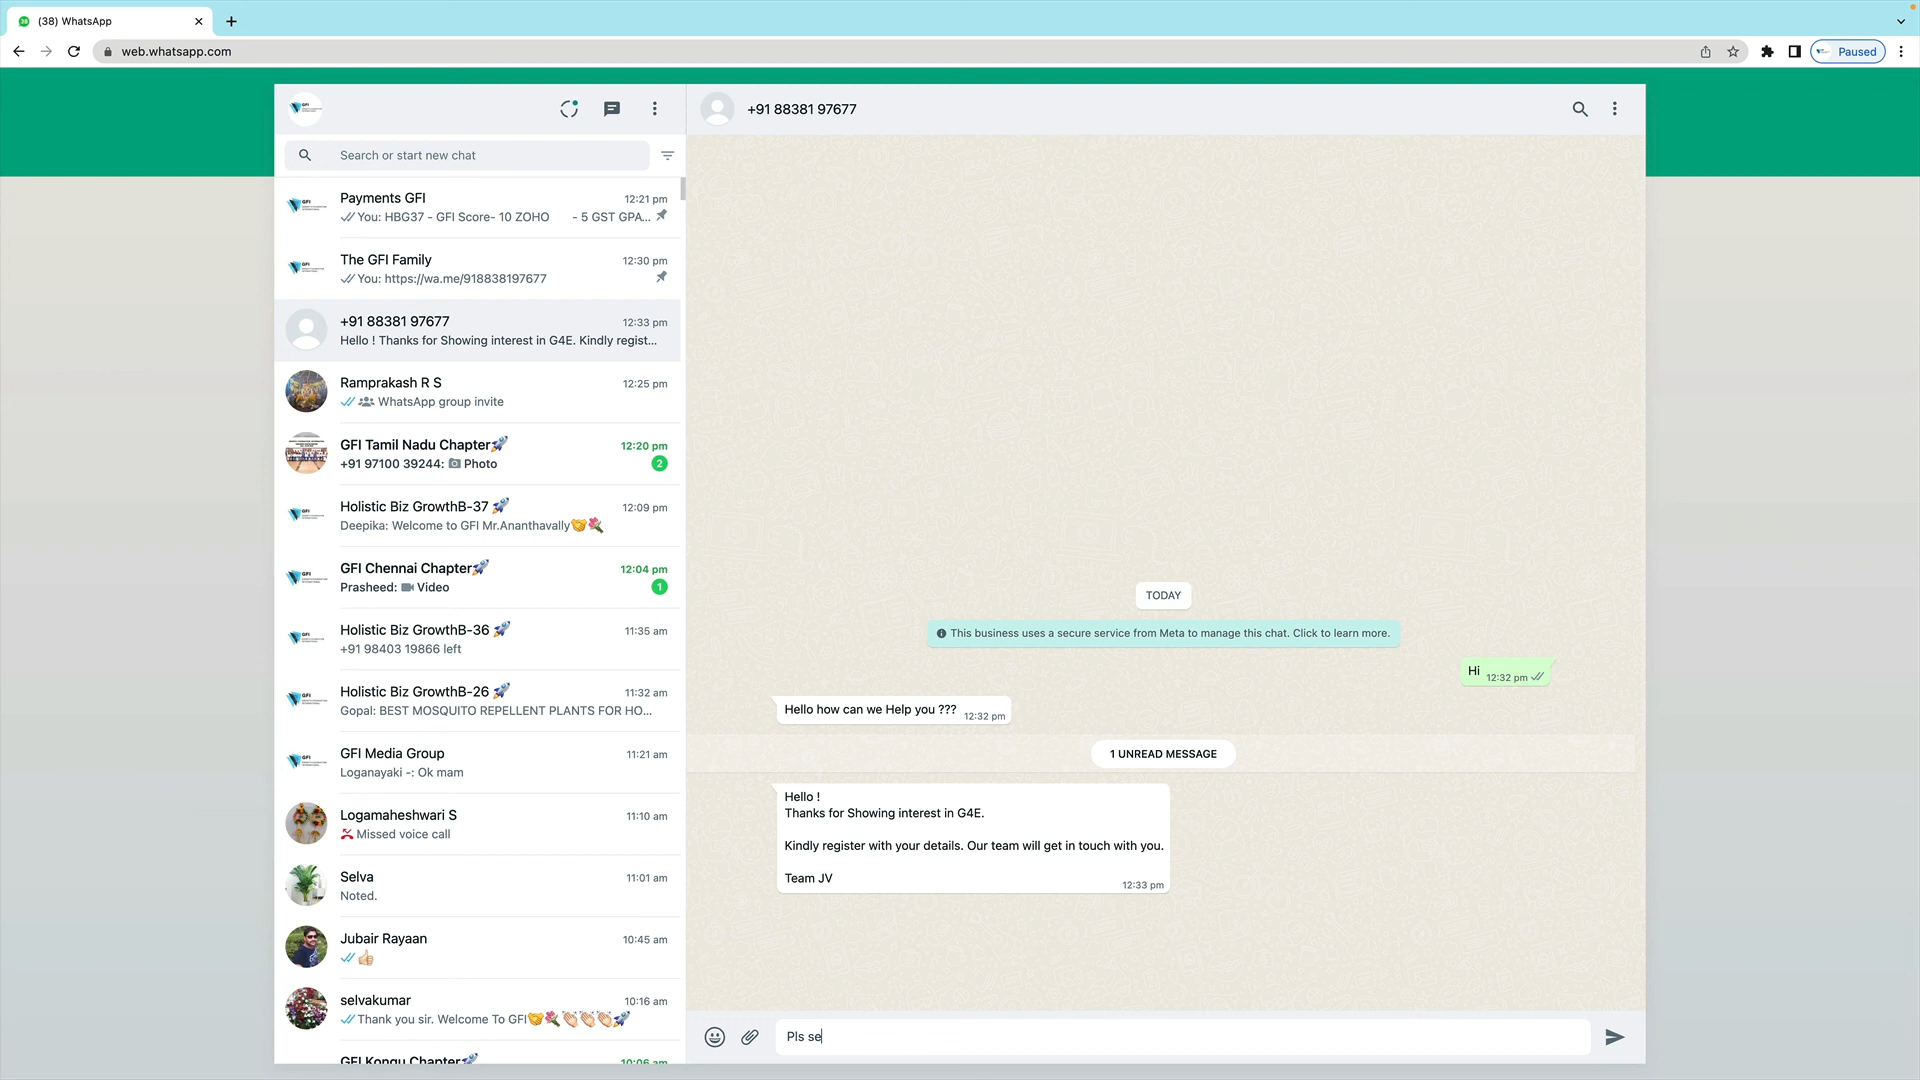 (38) WhatsApp
web.whatsapp.com
Paused
GFI
+91 88381 97677
Search or start new chat
Payments GFI
12:21 pm
You: HBG37 - GFI Score- 10 ZOHO - 5 GST GPA...
The GFI Family
12:30 pm
You: https://wa.me/918838197677
+91 88381 97677
12:33 pm
Hello ! Thanks for Showing interest in G4E. Kindly regist...
Ramprakash R S
12:25 pm
WhatsApp group invite
GFI Tamil Nadu Chapter🚀
12:20 pm
+91 97100 39244: Photo
2
Holistic Biz GrowthB-37 🚀
12:09 pm
Deepika: Welcome to GFI Mr.Ananthavally🤝💐
GFI Chennai Chapter🚀
12:04 pm
Prasheed: Video
1
Holistic Biz GrowthB-36 🚀
11:35 am
+91 98403 19866 left
Holistic Biz GrowthB-26 🚀
11:32 am
Gopal: BEST MOSQUITO REPELLENT PLANTS FOR HO...
GFI Media Group
11:21 am
Loganayaki -: Ok mam
Logamaheshwari S
11:10 am
Missed voice call
Selva
11:01 am
Noted.
Jubair Rayaan
10:45 am
👍🏻
selvakumar
10:16 am
Thank you sir. Welcome To GFI🤝💐👏🏻👏🏻👏🏻🚀
GFI Kongu Chapter🚀
10:06 am
TODAY
This business uses a secure service from Meta to manage this chat. Click to learn more.
Hi
12:32 pm
Hello how can we Help you ???
12:32 pm
1 UNREAD MESSAGE
Hello !
Thanks for Showing interest in G4E.
Kindly register with your details. Our team will get in touch with you.
Team JV
12:33 pm
Pls se